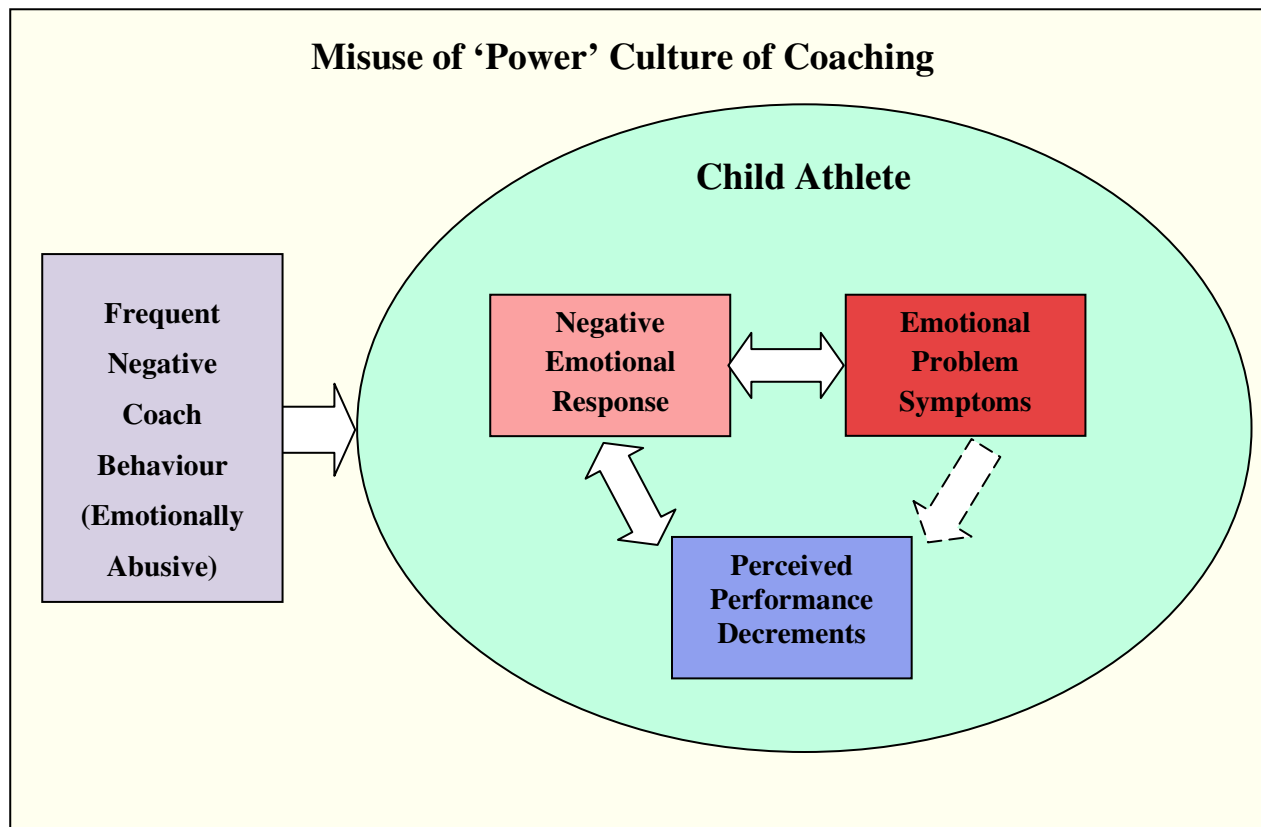 Misuse of ‘Power’ Culture of Coaching
Child Athlete
Frequent
Negative
Coach
Behaviour
(Emotionally
Abusive)
Negative
Emotional
Response
Emotional
Problem
Symptoms
Perceived
Performance
Decrements